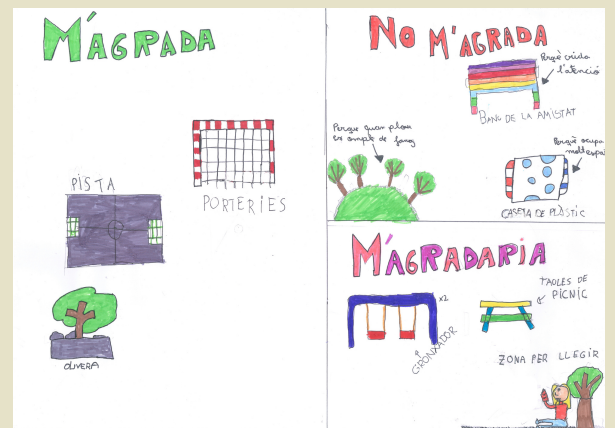 M'AGRADA
PISTA
PORTERIES
OLIVERA
NO M'AGRADA
Perquè crida
l'atenció
BANC DE LA AMISTAT
Perque quan plou
es omple de fang
Perquè ocupa
molt espai
CASETA DE PLÀSTIC
M'AGRADARIA
x2
GRONXADOR
TAULES DE
PÍCNIC
ZONA PER LLEGIR